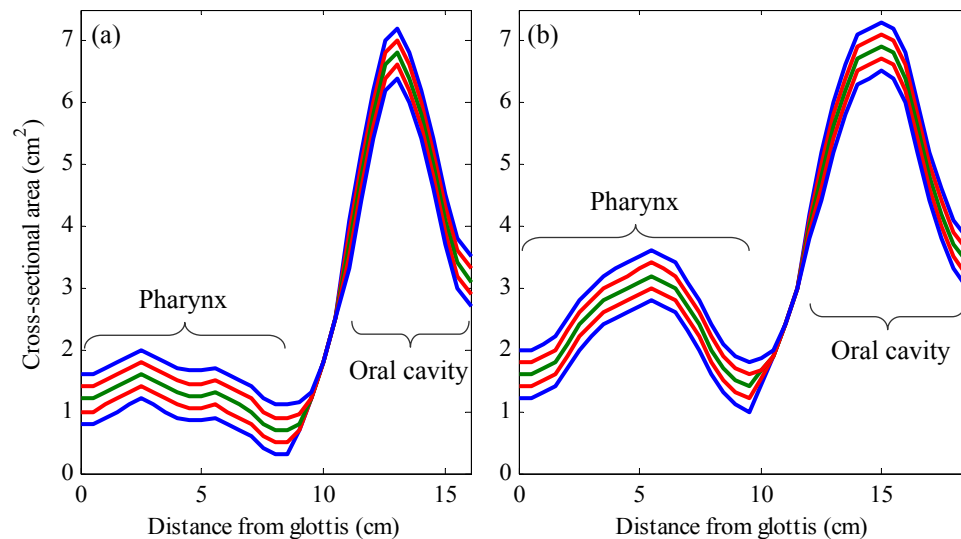 (a)
(b)
Cross-sectional area (cm²)
7
6
5
4
3
2
1
0
Pharynx
Oral cavity
0
5
10
15
Distance from glottis (cm)
7
6
5
4
3
2
1
0
Pharynx
Oral cavity
0
5
10
15
Distance from glottis (cm)